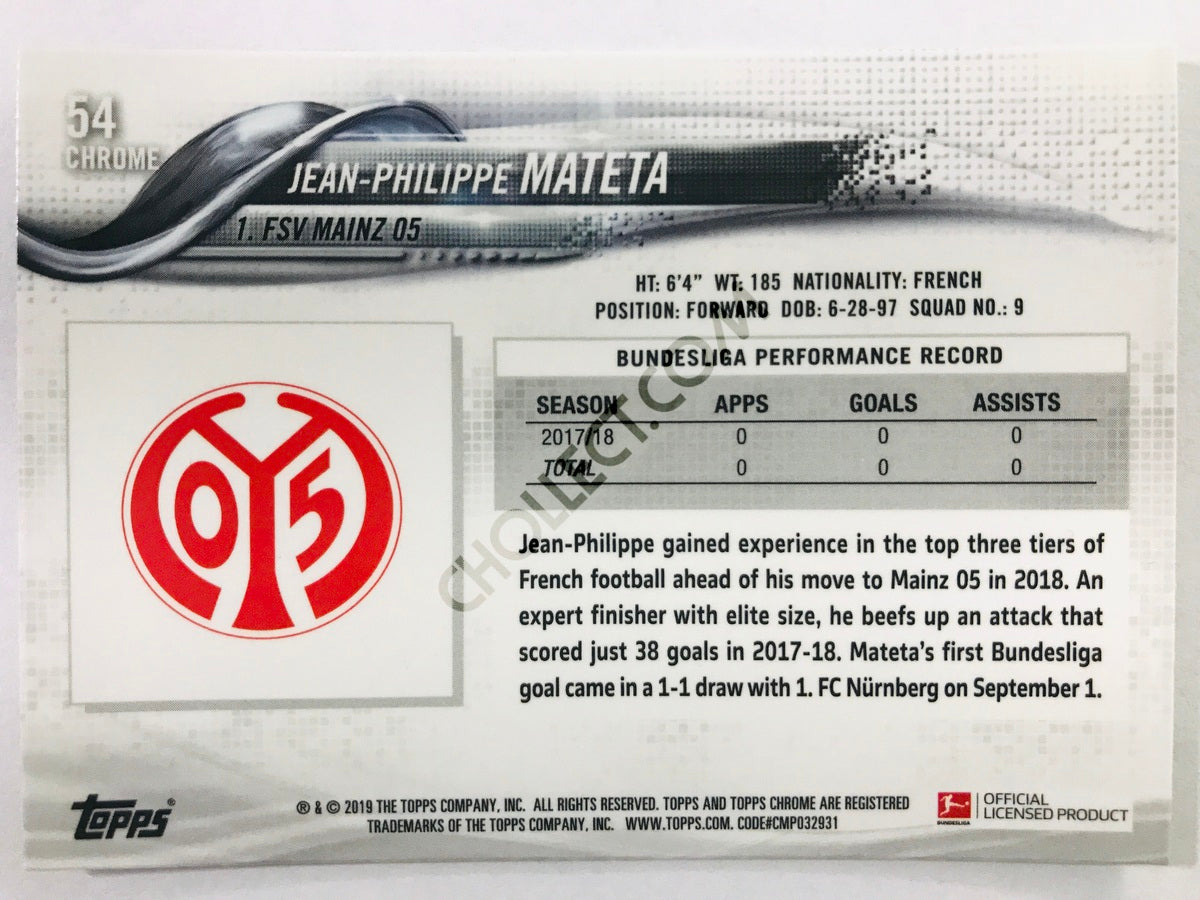 54
CHROME
JEAN-PHILIPPE MATETA
1. FSV MAINZ 05
HT: 6'4" WT: 185 NATIONALITY: FRENCH
POSITION: FORWARD DOB: 6-28-97 SQUAD NO.: 9
BUNDESLIGA PERFORMANCE RECORD
SEASON APPS GOALS ASSISTS
2017/18 0 0 0
TOTAL 0 0 0
05
Jean-Philippe gained experience in the top three tiers of
French football ahead of his move to Mainz 05 in 2018. An
expert finisher with elite size, he beefs up an attack that
scored just 38 goals in 2017-18. Mateta's first Bundesliga
goal came in a 1-1 draw with 1. FC Nürnberg on September 1.
CHOLLECT.COM
topps®
® & © 2019 THE TOPPS COMPANY, INC. ALL RIGHTS RESERVED. TOPPS AND TOPPS CHROME ARE REGISTERED
TRADEMARKS OF THE TOPPS COMPANY, INC. WWW.TOPPS.COM. CODE#CMP032931
BUNDESLIGA
OFFICIAL
LICENSED PRODUCT